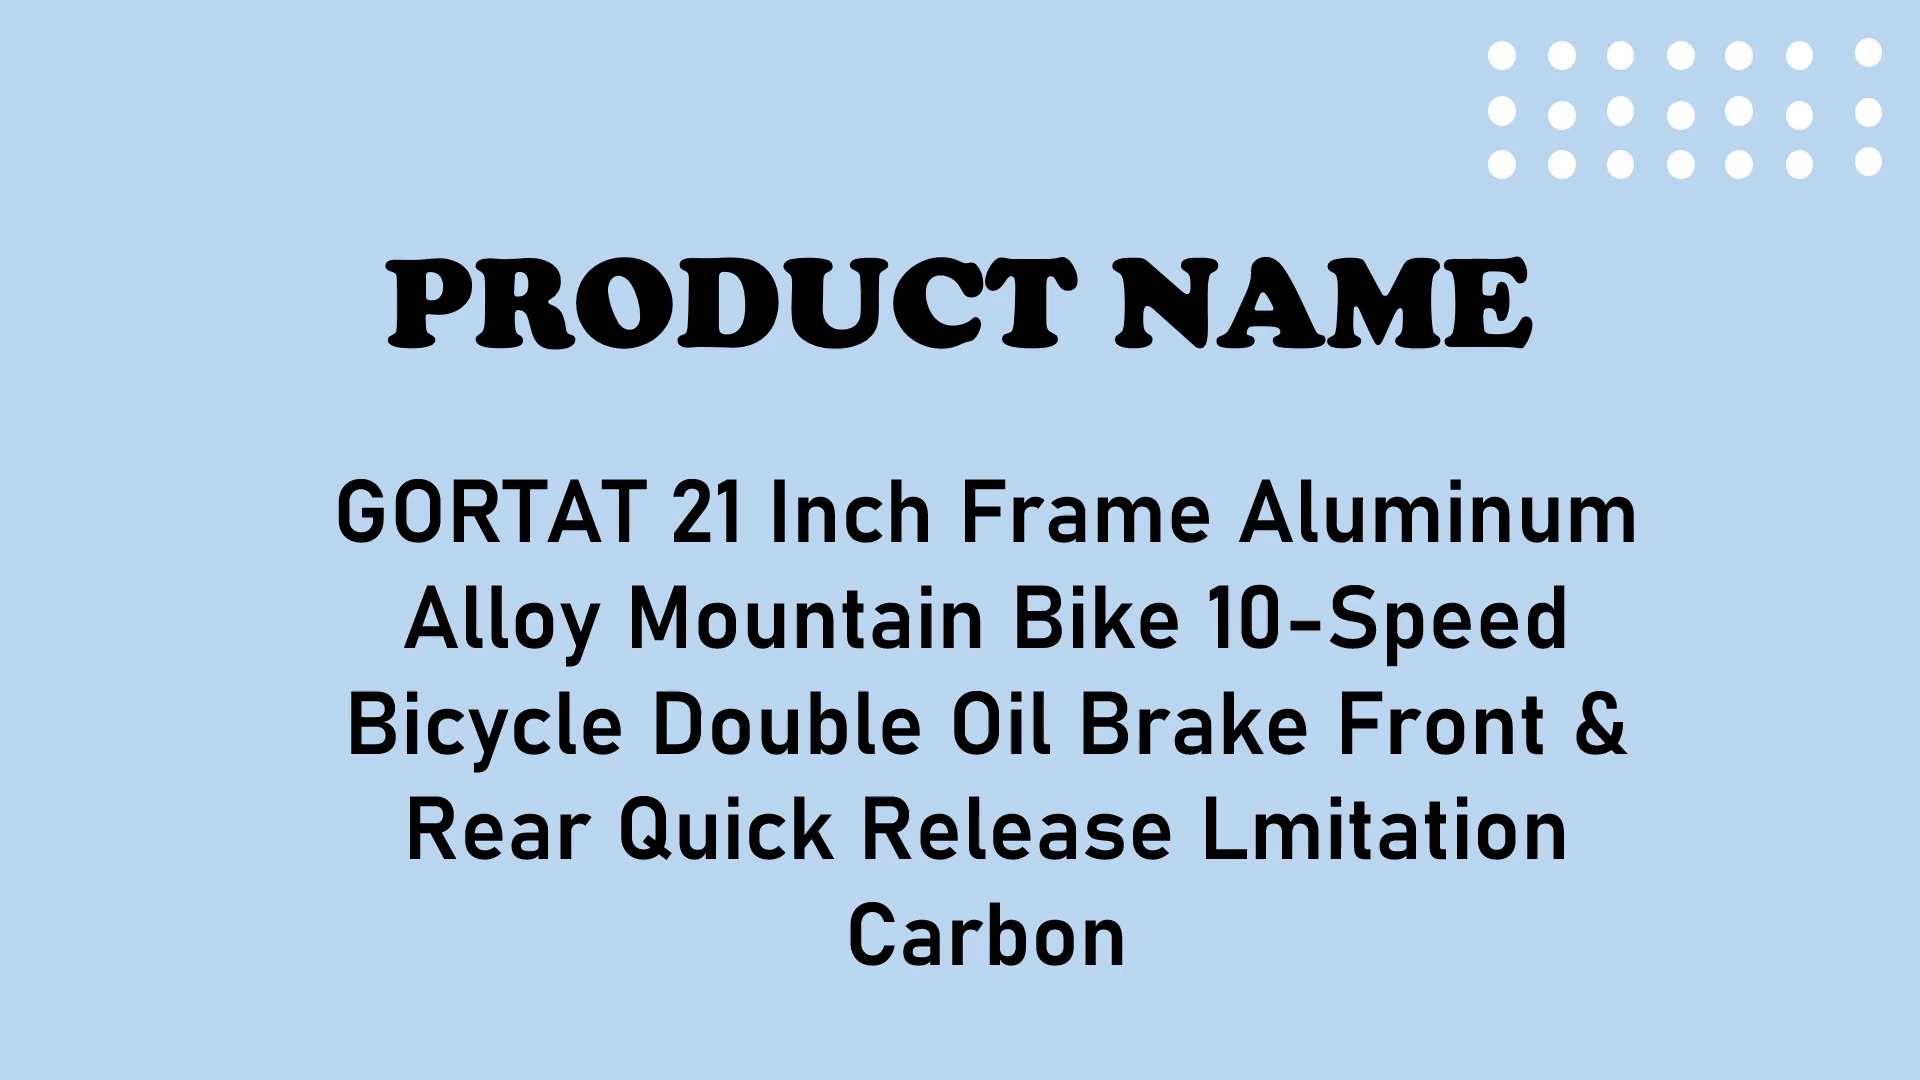 PRODUCT NAME
GORTAT 21 Inch Frame Aluminum
Alloy Mountain Bike 10-Speed
Bicycle Double Oil Brake Front &
Rear Quick Release Lmitation
Carbon